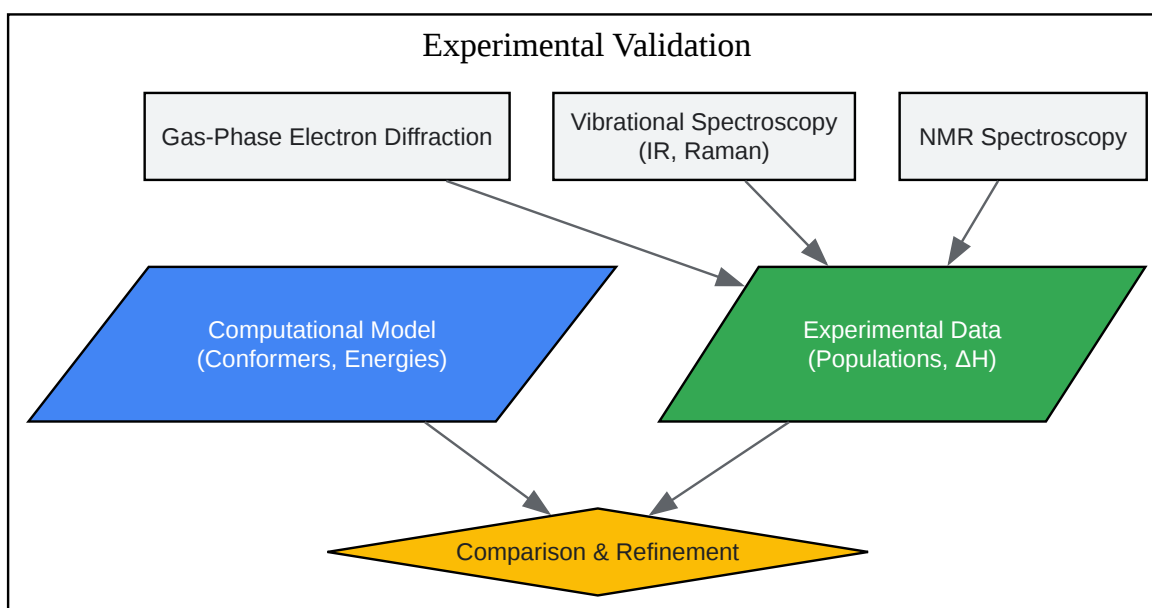 Experimental Validation
Gas-Phase Electron Diffraction
Vibrational Spectroscopy
(IR, Raman)
NMR Spectroscopy
Computational Model
(Conformers, Energies)
Experimental Data
(Populations, ΔH)
Comparison & Refinement